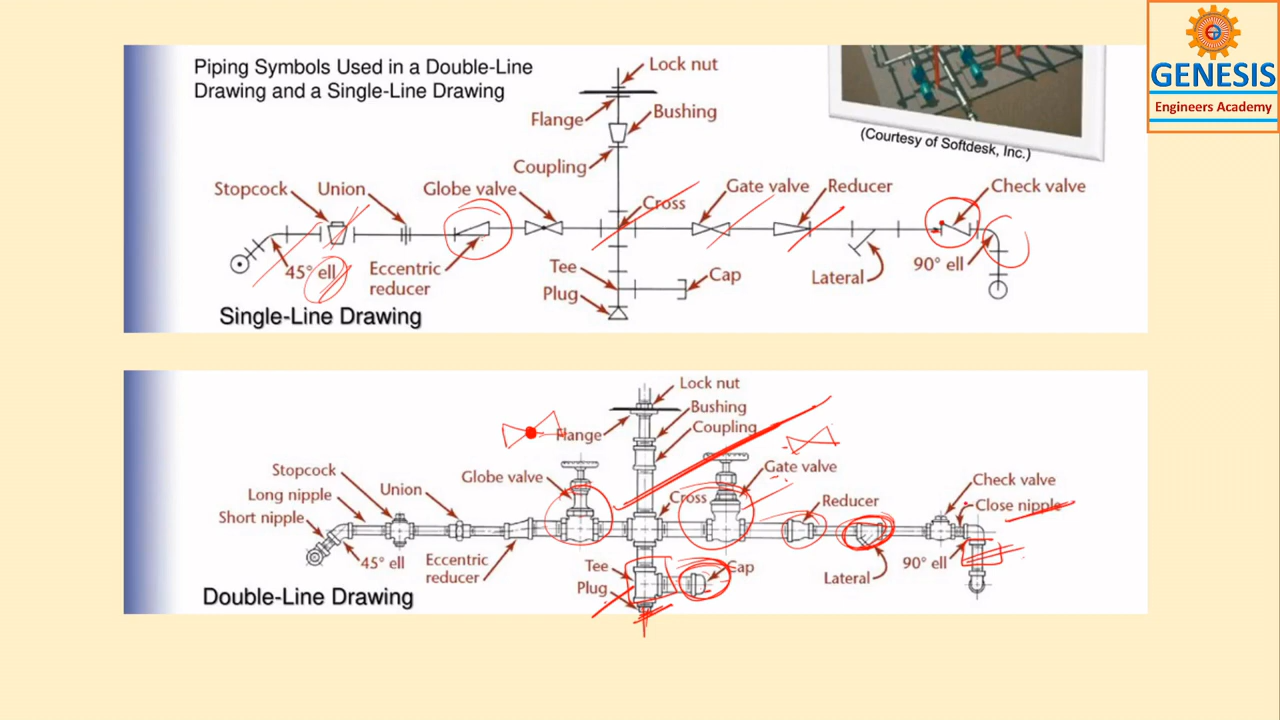 GENESIS
Engineers Academy
Piping Symbols Used in a Double-Line
Drawing and a Single-Line Drawing
(Courtesy of Softdesk, Inc.)
Lock nut
Flange
Bushing
Coupling
Stopcock
Union
Globe valve
Cross
Gate valve
Reducer
Check valve
45° ell
Eccentric
reducer
Tee
Plug
Cap
Lateral
90° ell
Single-Line Drawing
Lock nut
Bushing
Flange
Coupling
Stopcock
Long nipple
Short nipple
Union
Globe valve
Cross
Gate valve
Reducer
Check valve
Close nipple
45° ell
Eccentric
reducer
Tee
Plug
Cap
Lateral
90° ell
Double-Line Drawing